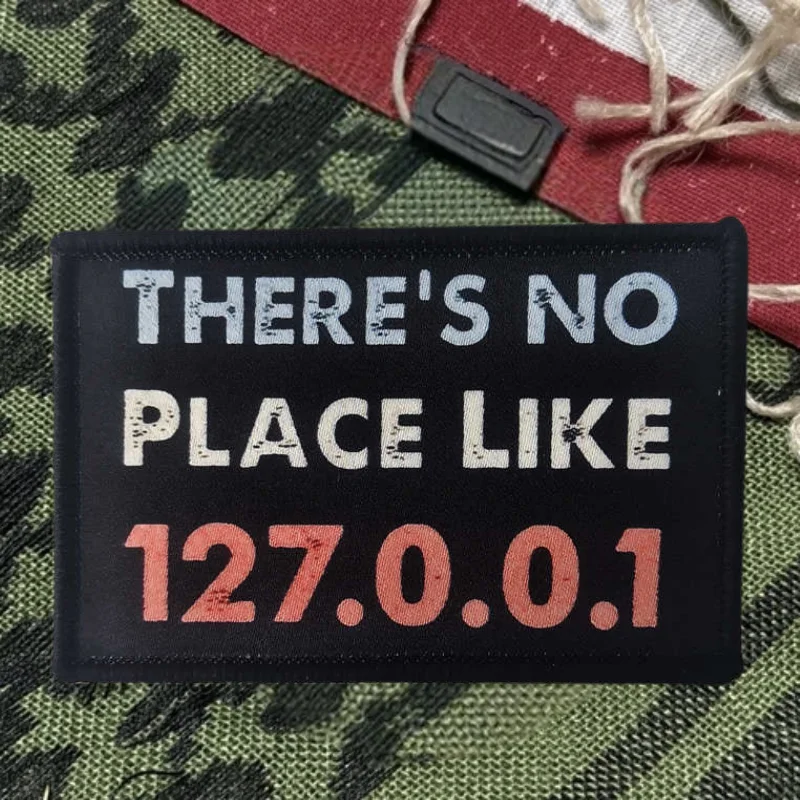 THERE'S NO
PLACE LIKE
127.0.0.1